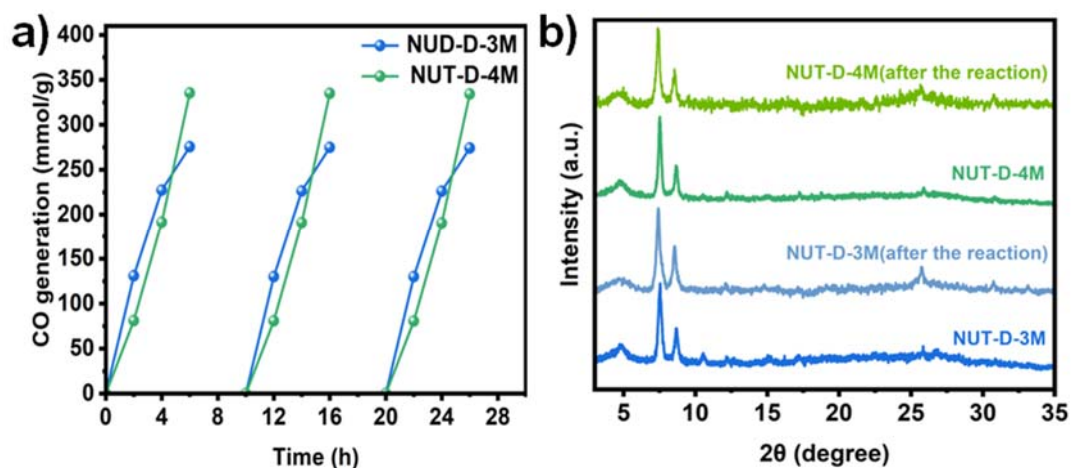 a)
NUD-D-3M
NUT-D-4M
400
350
300
250
200
150
100
50
0
0 4 8 12 16 20 24 28
CO generation (mmol/g)
Time (h)
b)
NUT-D-4M(after the reaction)
NUT-D-4M
NUT-D-3M(after the reaction)
NUT-D-3M
Intensity (a.u.)
5 10 15 20 25 30 35
2θ (degree)